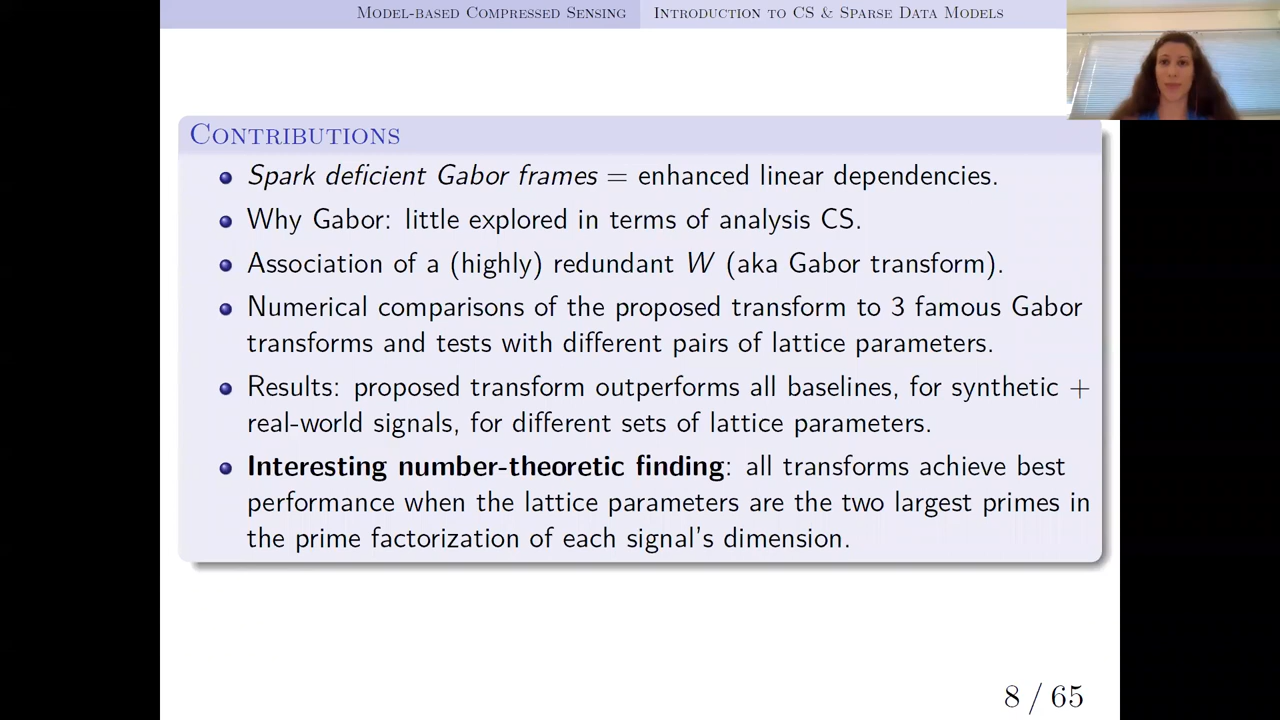 Model-based Compressed Sensing
Introduction to CS & Sparse Data Models
Contributions
Spark deficient Gabor frames = enhanced linear dependencies.
Why Gabor: little explored in terms of analysis CS.
Association of a (highly) redundant W (aka Gabor transform).
Numerical comparisons of the proposed transform to 3 famous Gabor
transforms and tests with different pairs of lattice parameters.
Results: proposed transform outperforms all baselines, for synthetic +
real-world signals, for different sets of lattice parameters.
Interesting number-theoretic finding: all transforms achieve best
performance when the lattice parameters are the two largest primes in
the prime factorization of each signal's dimension.
8 / 65